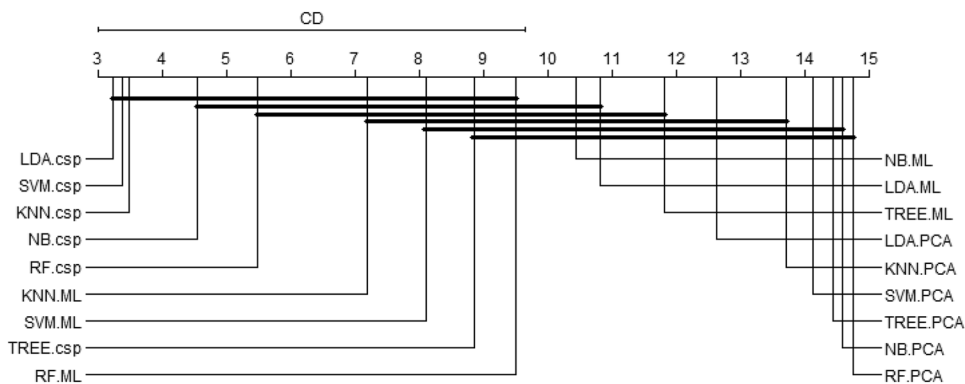 CD
3 4 5 6 7 8 9 10 11 12 13 14 15
LDA.csp NB.ML
SVM.csp LDA.ML
KNN.csp TREE.ML
NB.csp LDA.PCA
RF.csp KNN.PCA
KNN.ML SVM.PCA
SVM.ML TREE.PCA
TREE.csp NB.PCA
RF.ML RF.PCA